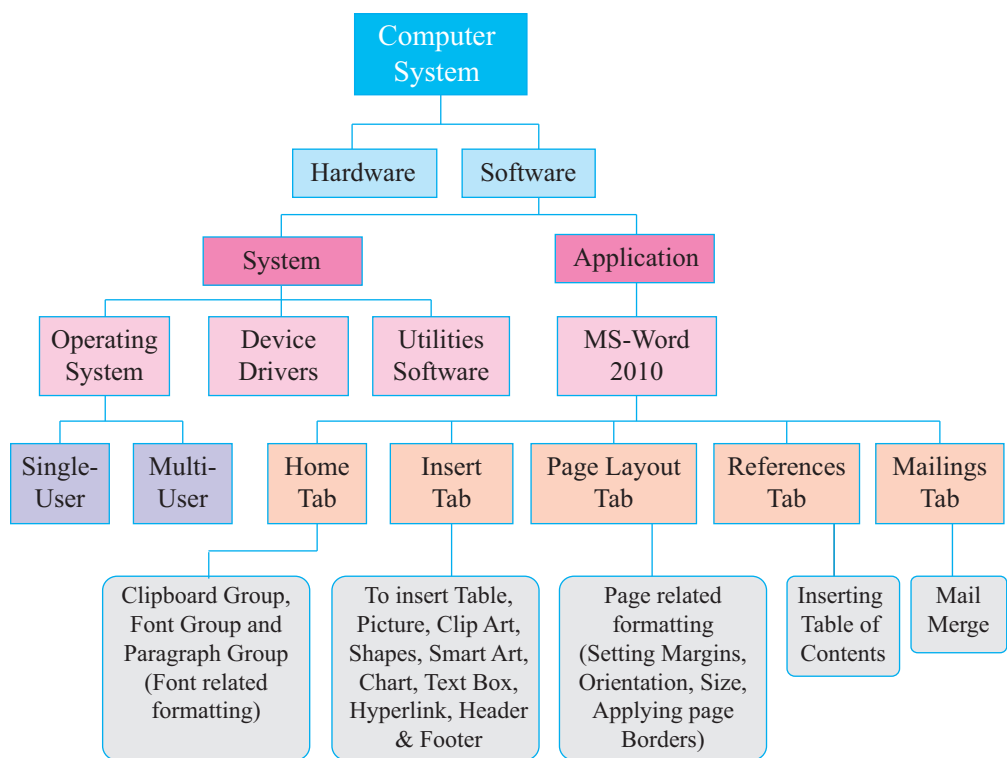 Computer
System
Hardware
Software
System
Application
Operating
System
Device
Drivers
Utilities
Software
MS-Word
2010
Single-
User
Multi-
User
Home
Tab
Insert
Tab
Page Layout
Tab
References
Tab
Mailings
Tab
Clipboard Group,
Font Group and
Paragraph Group
(Font related
formatting)
To insert Table,
Picture, Clip Art,
Shapes, Smart Art,
Chart, Text Box,
Hyperlink, Header
& Footer
Page related
formatting
(Setting Margins,
Orientation, Size,
Applying page
Borders)
Inserting
Table of
Contents
Mail
Merge